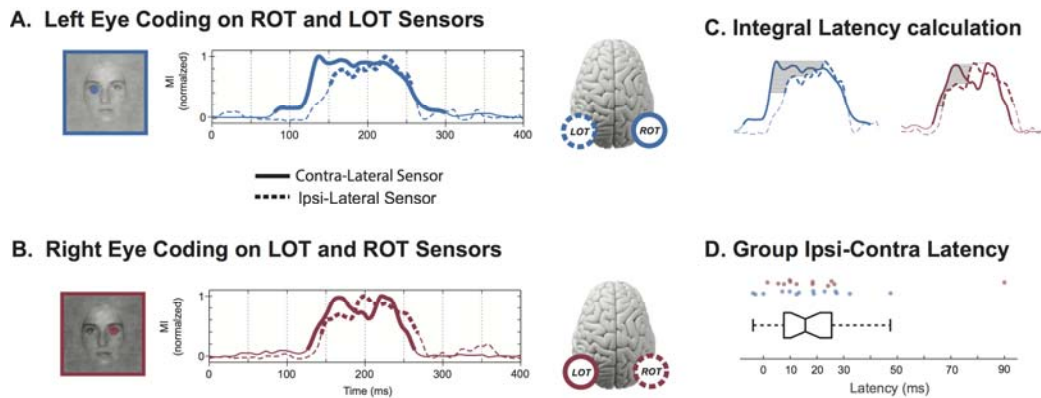 A. Left Eye Coding on ROT and LOT Sensors
MI
(normalized)
1
0
0 100 200 300 400
LOT ROT
Contra-Lateral Sensor
Ipsi-Lateral Sensor
B. Right Eye Coding on LOT and ROT Sensors
MI
(normalized)
1
0
0 100 200 300 400
Time (ms)
LOT ROT
C. Integral Latency calculation
D. Group Ipsi-Contra Latency
0 10 20 30 40 50 70 90
Latency (ms)